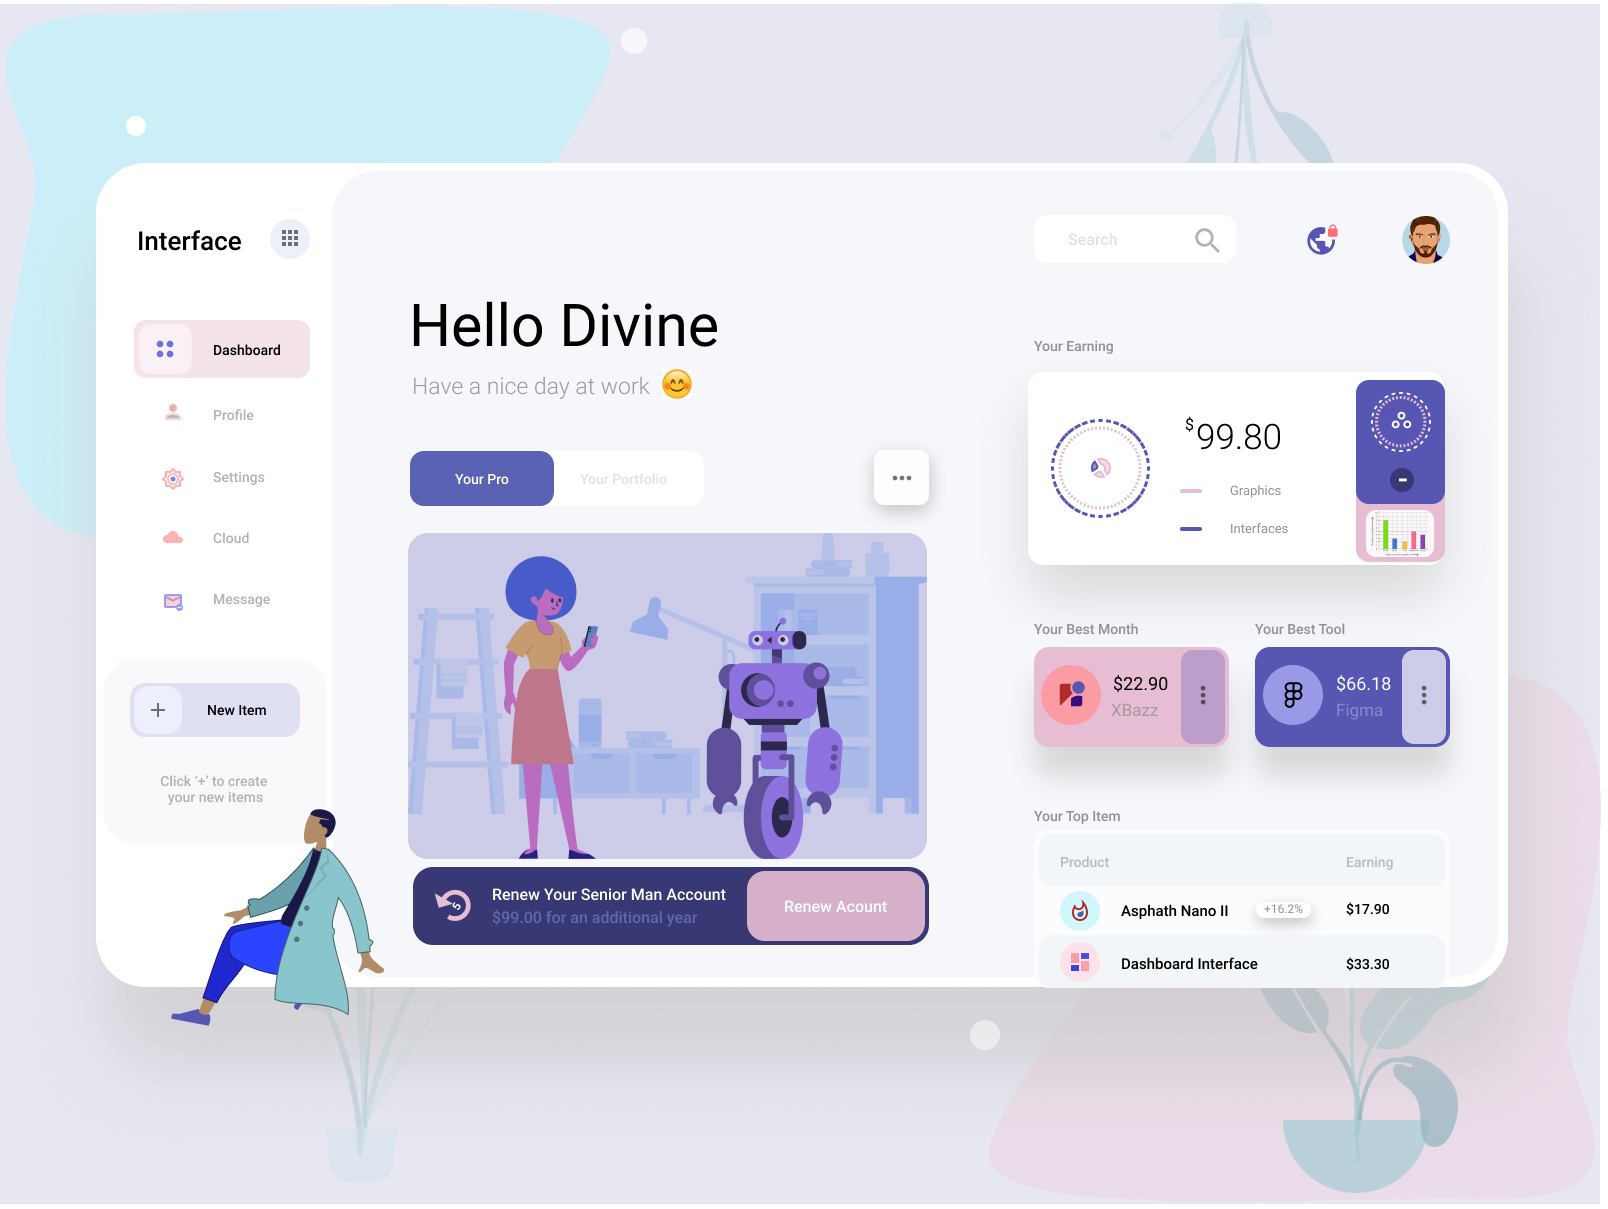 Interface
Dashboard
Profile
Settings
Cloud
Message
New Item
Click '+' to create
your new items
Search
Hello Divine
Have a nice day at work 😊
Your Pro
Your Portfolio
Renew Your Senior Man Account
$99.00 for an additional year
Renew Acount
Your Earning
$99.80
Graphics
Interfaces
Your Best Month
$22.90
XBazz
Your Best Tool
$66.18
Figma
Your Top Item
Product Earning
Asphath Nano II +16.2% $17.90
Dashboard Interface $33.30